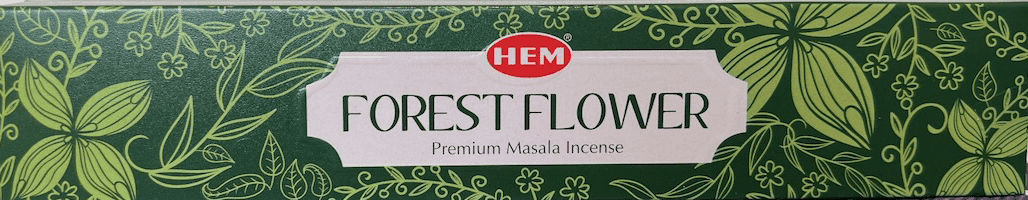 HEM®
FOREST FLOWER
Premium Masala Incense